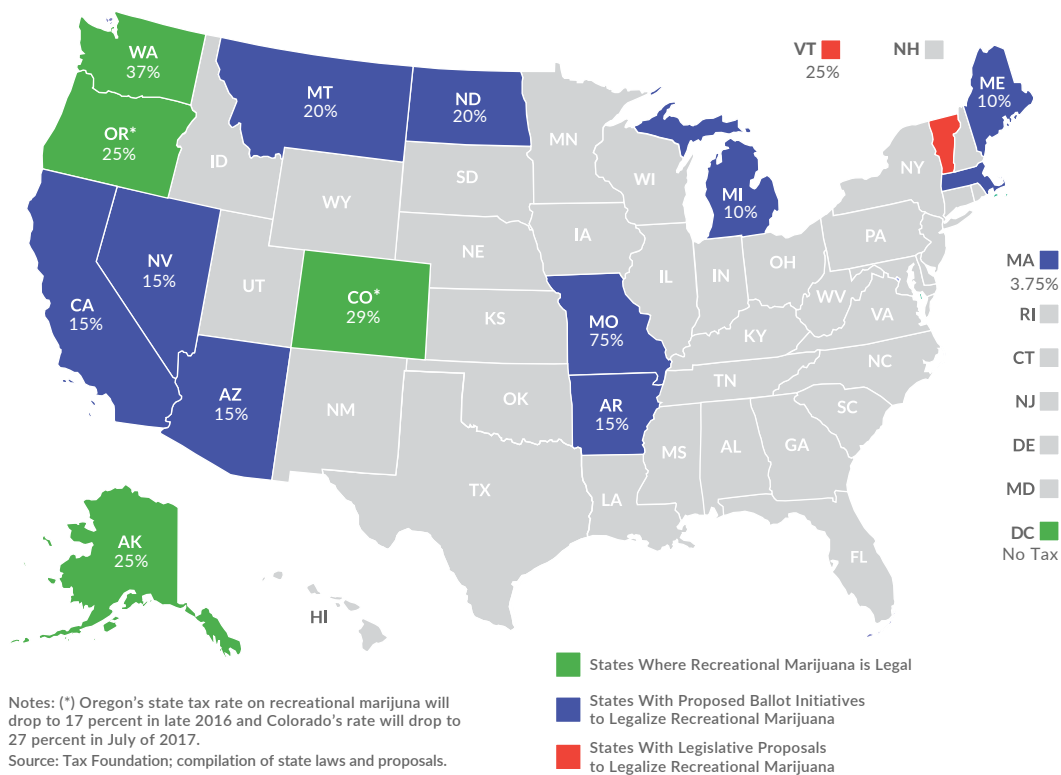 WA
37%
OR*
25%
ID
MT
20%
ND
20%
MN
VT
25%
NH
ME
10%
WY
SD
WI
MI
10%
NY
NV
15%
CA
15%
UT
CO*
29%
NE
IA
IL
IN
OH
PA
WV
VA
KS
MO
75%
KY
NC
TN
SC
AZ
15%
NM
OK
AR
15%
MS
AL
GA
TX
LA
FL
MA
3.75%
RI
CT
NJ
DE
MD
DC
No Tax
AK
25%
HI
States Where Recreational Marijuana is Legal
States With Proposed Ballot Initiatives
to Legalize Recreational Marijuana
States With Legislative Proposals
to Legalize Recreational Marijuana
Notes: (*) Oregon's state tax rate on recreational marijuna will
drop to 17 percent in late 2016 and Colorado's rate will drop to
27 percent in July of 2017.
Source: Tax Foundation; compilation of state laws and proposals.